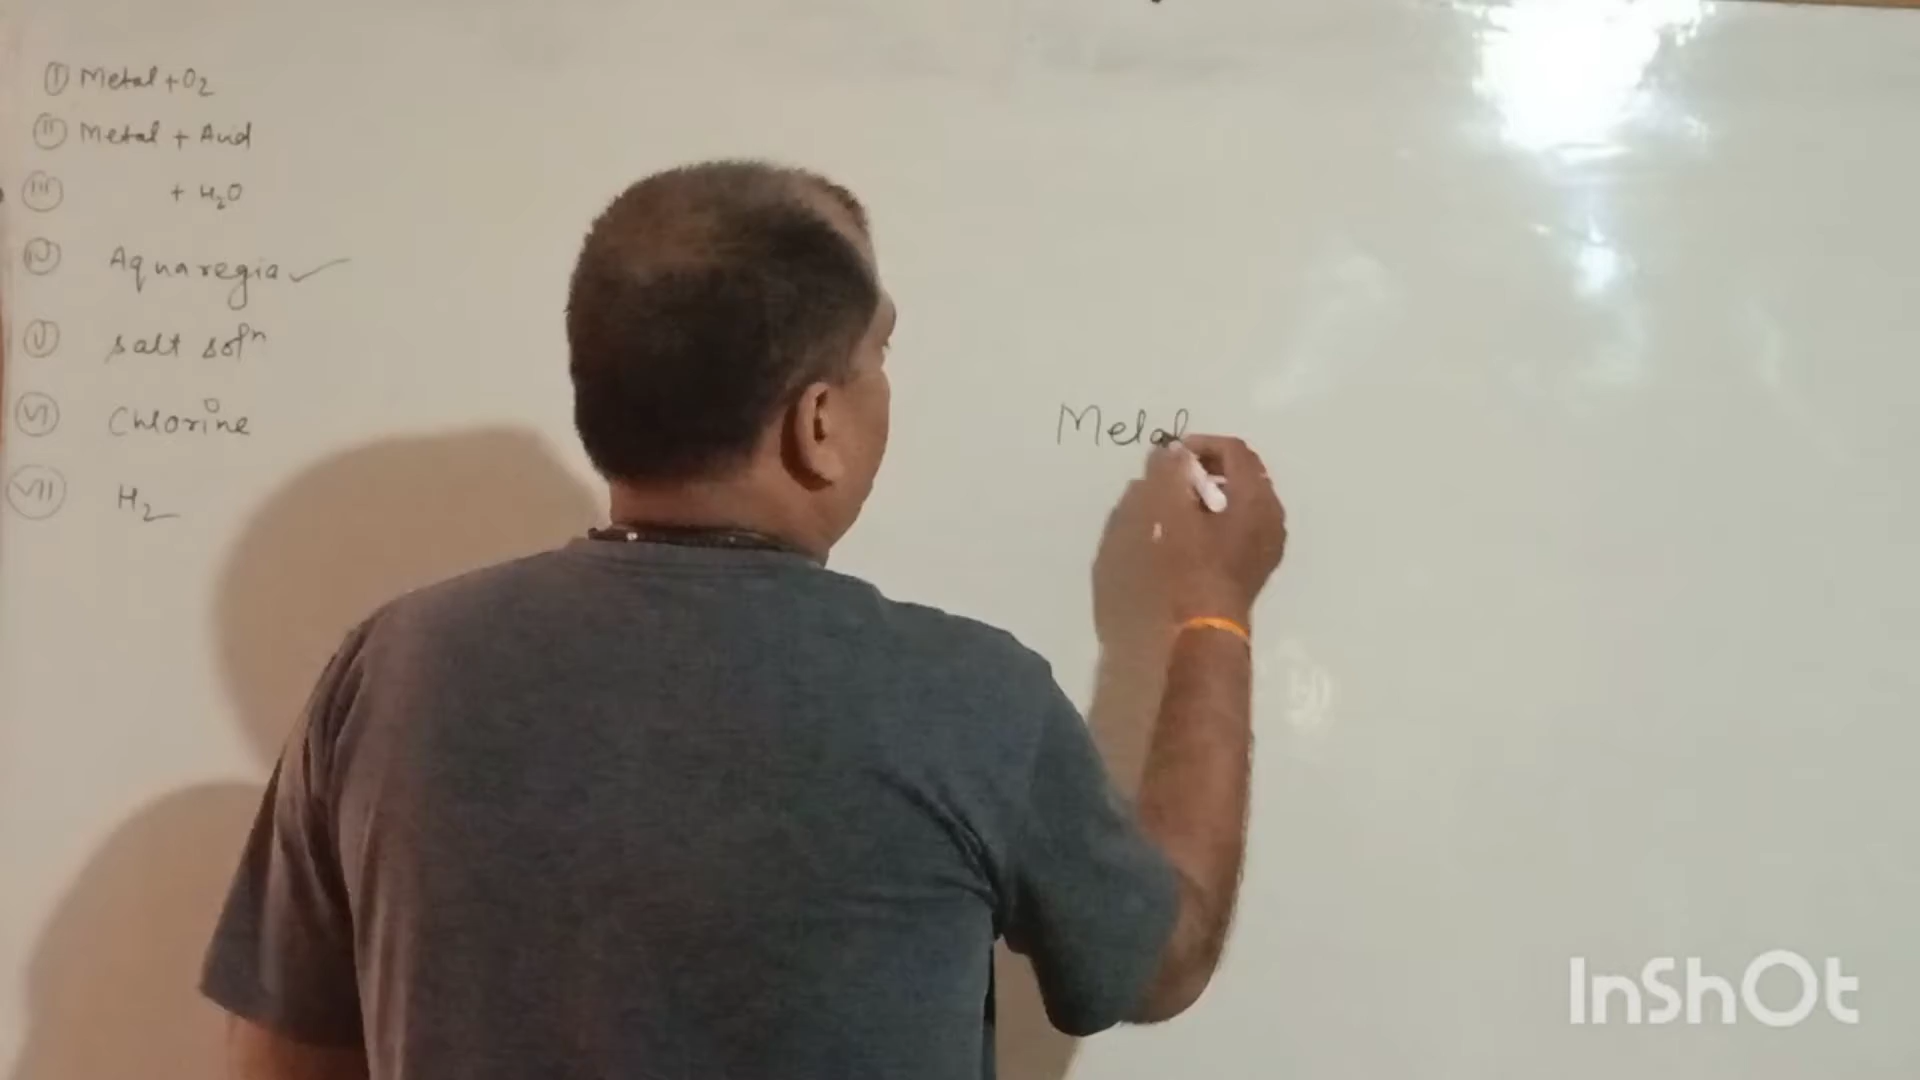 I Metal + O2
II Metal + Acid
III + H2O
IV Aquaregia ✓
V salt solⁿ
VI Chlorine
VII H2
Metal
InShOt